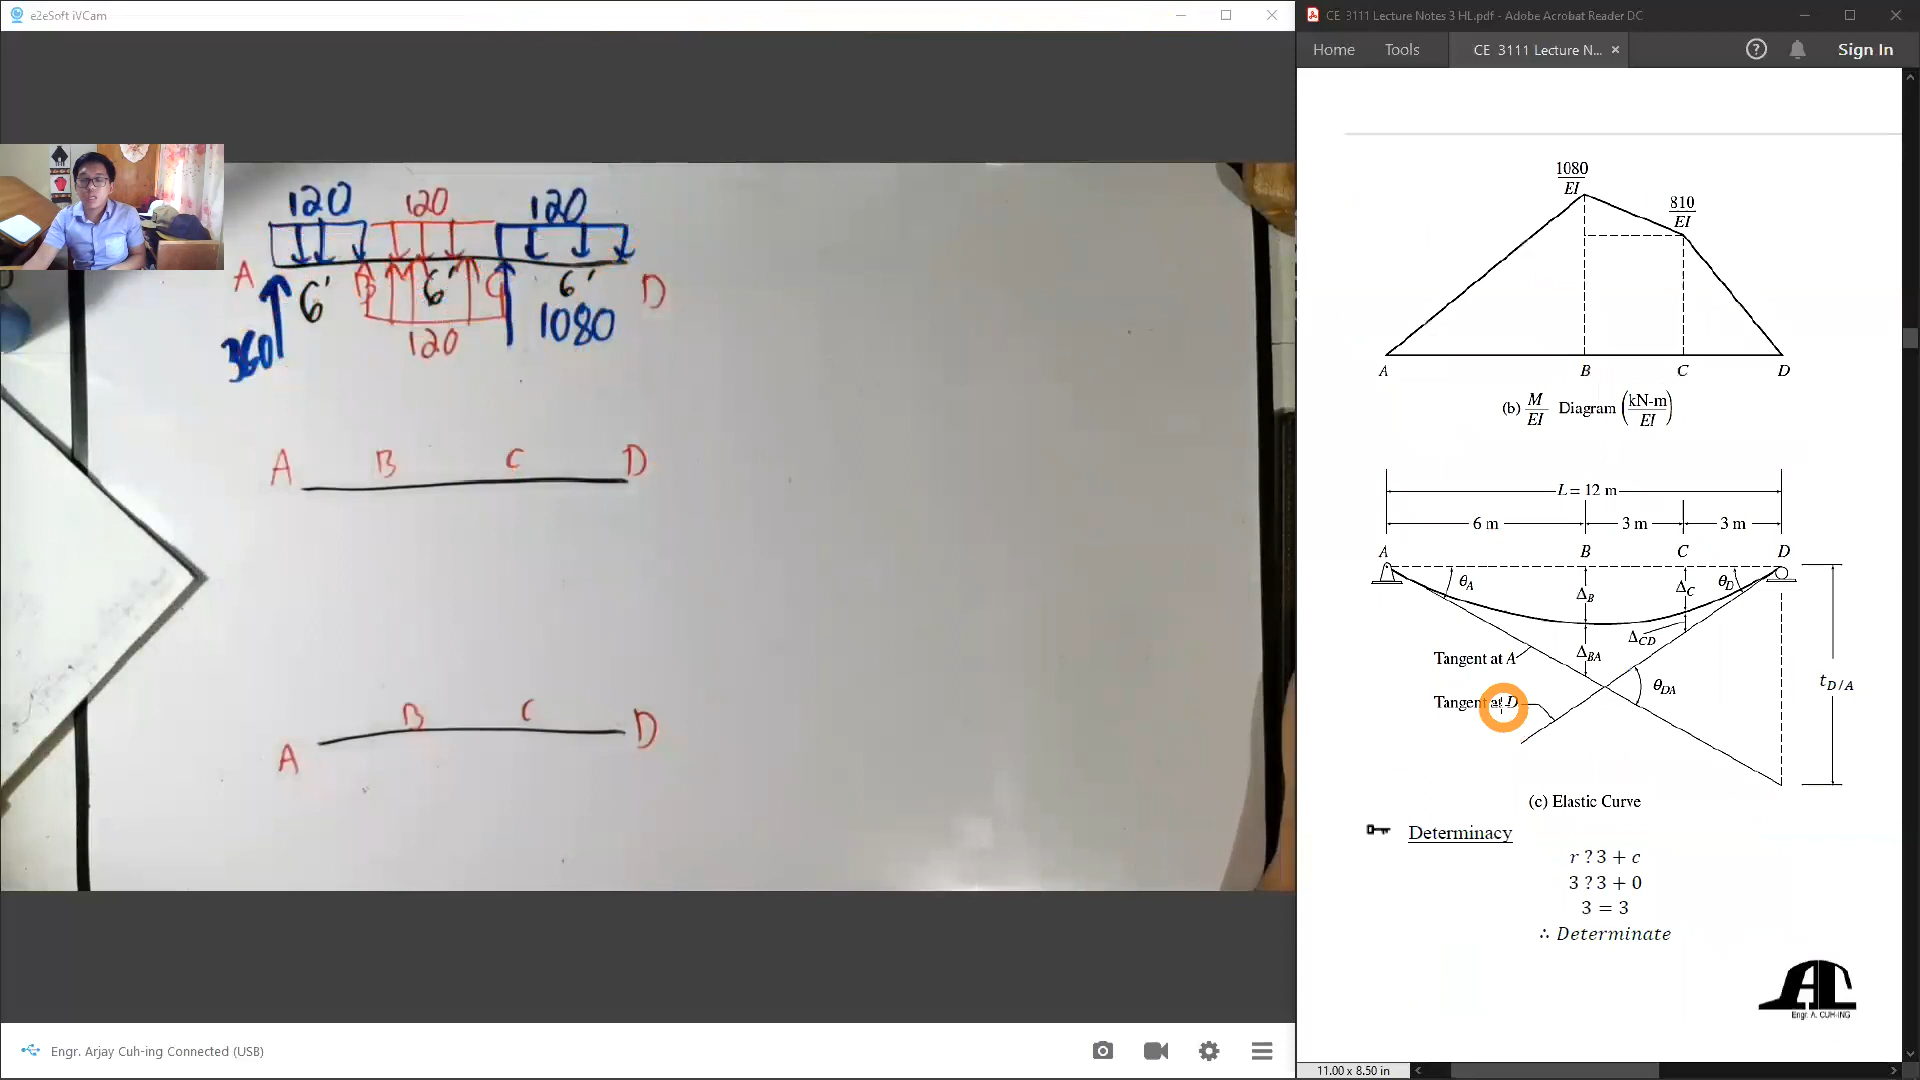 e2eSoft iVCam
120 120 120
A 6' B 6' C 6' D
360 120 1080
A B C D
B C
A D
Engr. Arjay Cuh-ing Connected (USB)
CE 3111 Lecture Notes 3 HL.pdf - Adobe Acrobat Reader DC
Home Tools CE 3111 Lecture N... × Sign In
1080
EI
810
EI
A B C D
(b) M/EI Diagram (kN-m/EI)
L = 12 m
6 m 3 m 3 m
A B C D
θA θD
ΔB ΔC
ΔCD
Tangent at A ΔBA
θDA tD/A
Tangent at D
(c) Elastic Curve
Determinacy
r ? 3 + c
3 ? 3 + 0
3 = 3
∴ Determinate
Engr. A. CUH-ING
11.00 x 8.50 in